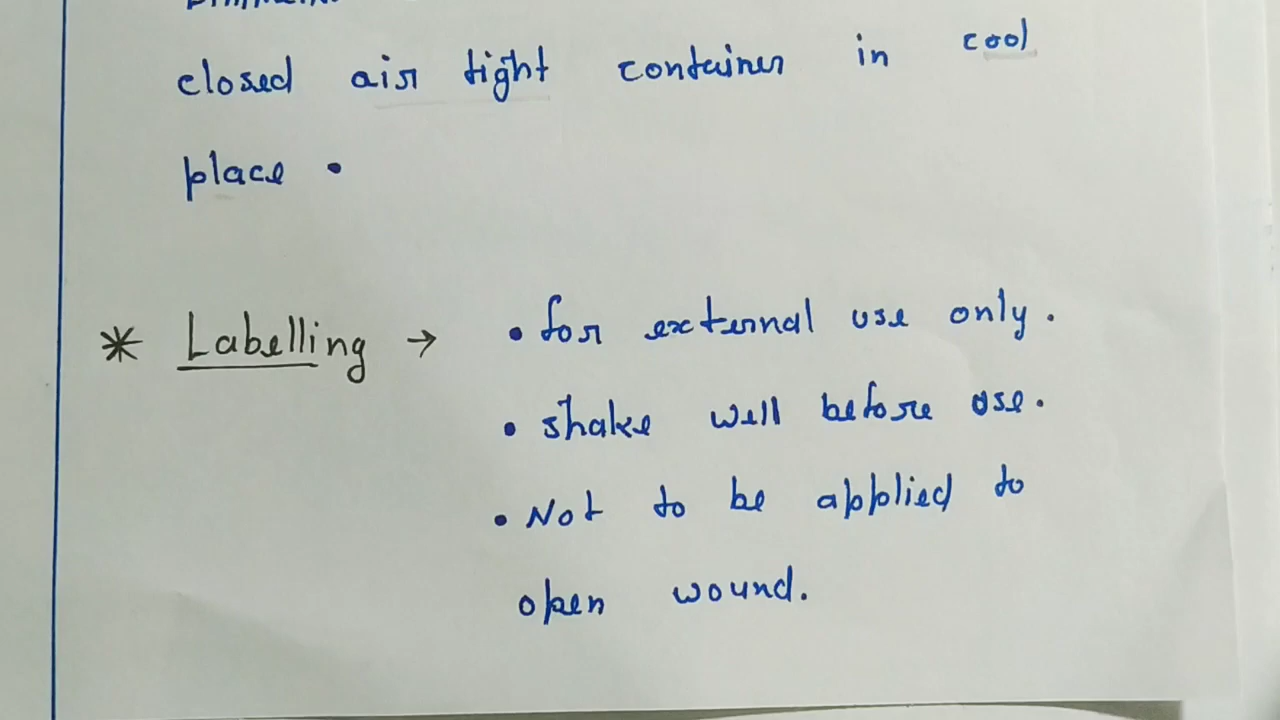 closed air tight container in cool
place .
* Labelling → • for external use only.
• shake well before use.
• Not to be applied to
open wound.